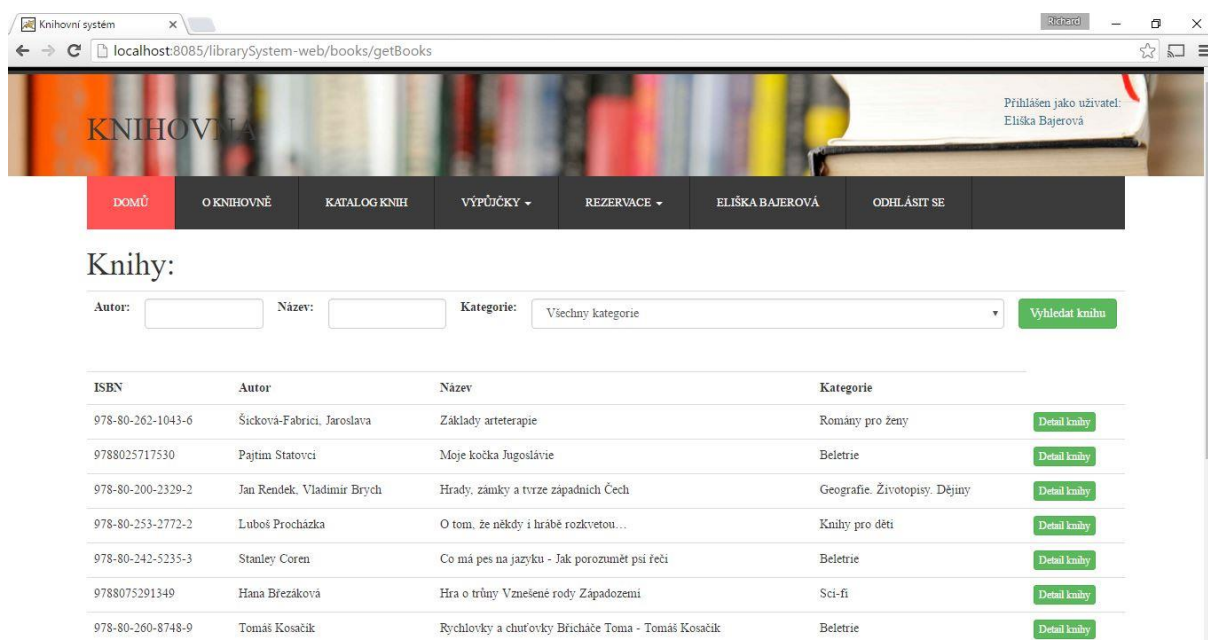 Knihovní systém
Richard
localhost:8085/librarySystem-web/books/getBooks
KNIHOVNA
Přihlášen jako uživatel:
Eliška Bajerová
DOMŮ O KNIHOVNĚ KATALOG KNIH VÝPŮJČKY REZERVACE ELIŠKA BAJEROVÁ ODHLÁSIT SE
Knihy:
Autor: Název: Kategorie: Všechny kategorie Vyhledat knihu
ISBN Autor Název Kategorie
978-80-262-1043-6 Šicková-Fabrici, Jaroslava Základy arteterapie Romány pro ženy Detail knihy
9788025717530 Pajtim Statovci Moje kočka Jugoslávie Beletrie Detail knihy
978-80-200-2329-2 Jan Rendek, Vladimír Brych Hrady, zámky a tvrze západních Čech Geografie. Životopisy. Dějiny Detail knihy
978-80-253-2772-2 Luboš Procházka O tom, že někdy i hrábě rozkvetou… Knihy pro děti Detail knihy
978-80-242-5235-3 Stanley Coren Co má pes na jazyku - Jak porozumět psí řeči Beletrie Detail knihy
9788075291349 Hana Březáková Hra o trůny Vznešené rody Západozemí Sci-fi Detail knihy
978-80-260-8748-9 Tomáš Kosačík Rychlovky a chuťovky Břicháče Toma - Tomáš Kosačík Beletrie Detail knihy